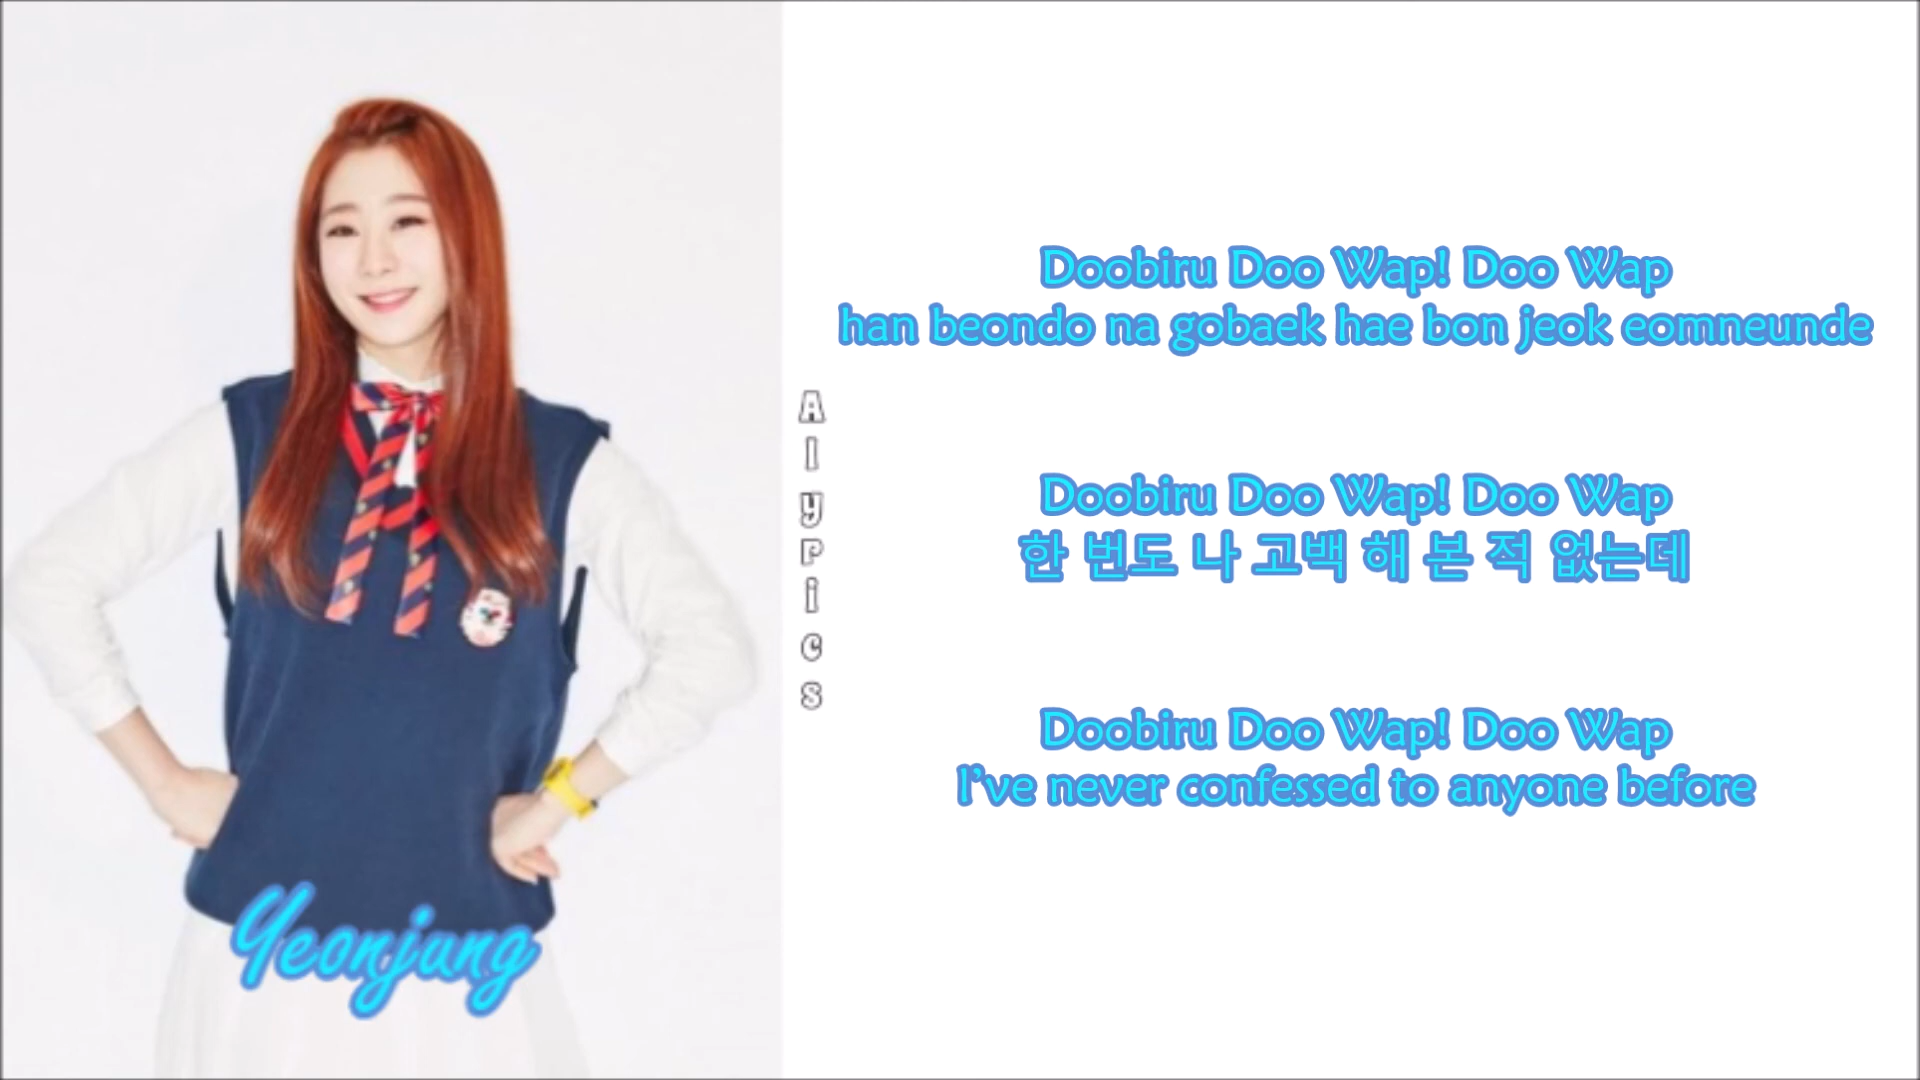 Doobiru Doo Wap! Doo Wap
han beondo na gobaek hae bon jeok eomneunde
Doobiru Doo Wap! Doo Wap
한 번도 나 고백 해 본 적 없는데
Doobiru Doo Wap! Doo Wap
I've never confessed to anyone before
AlyPics
Yeonjung